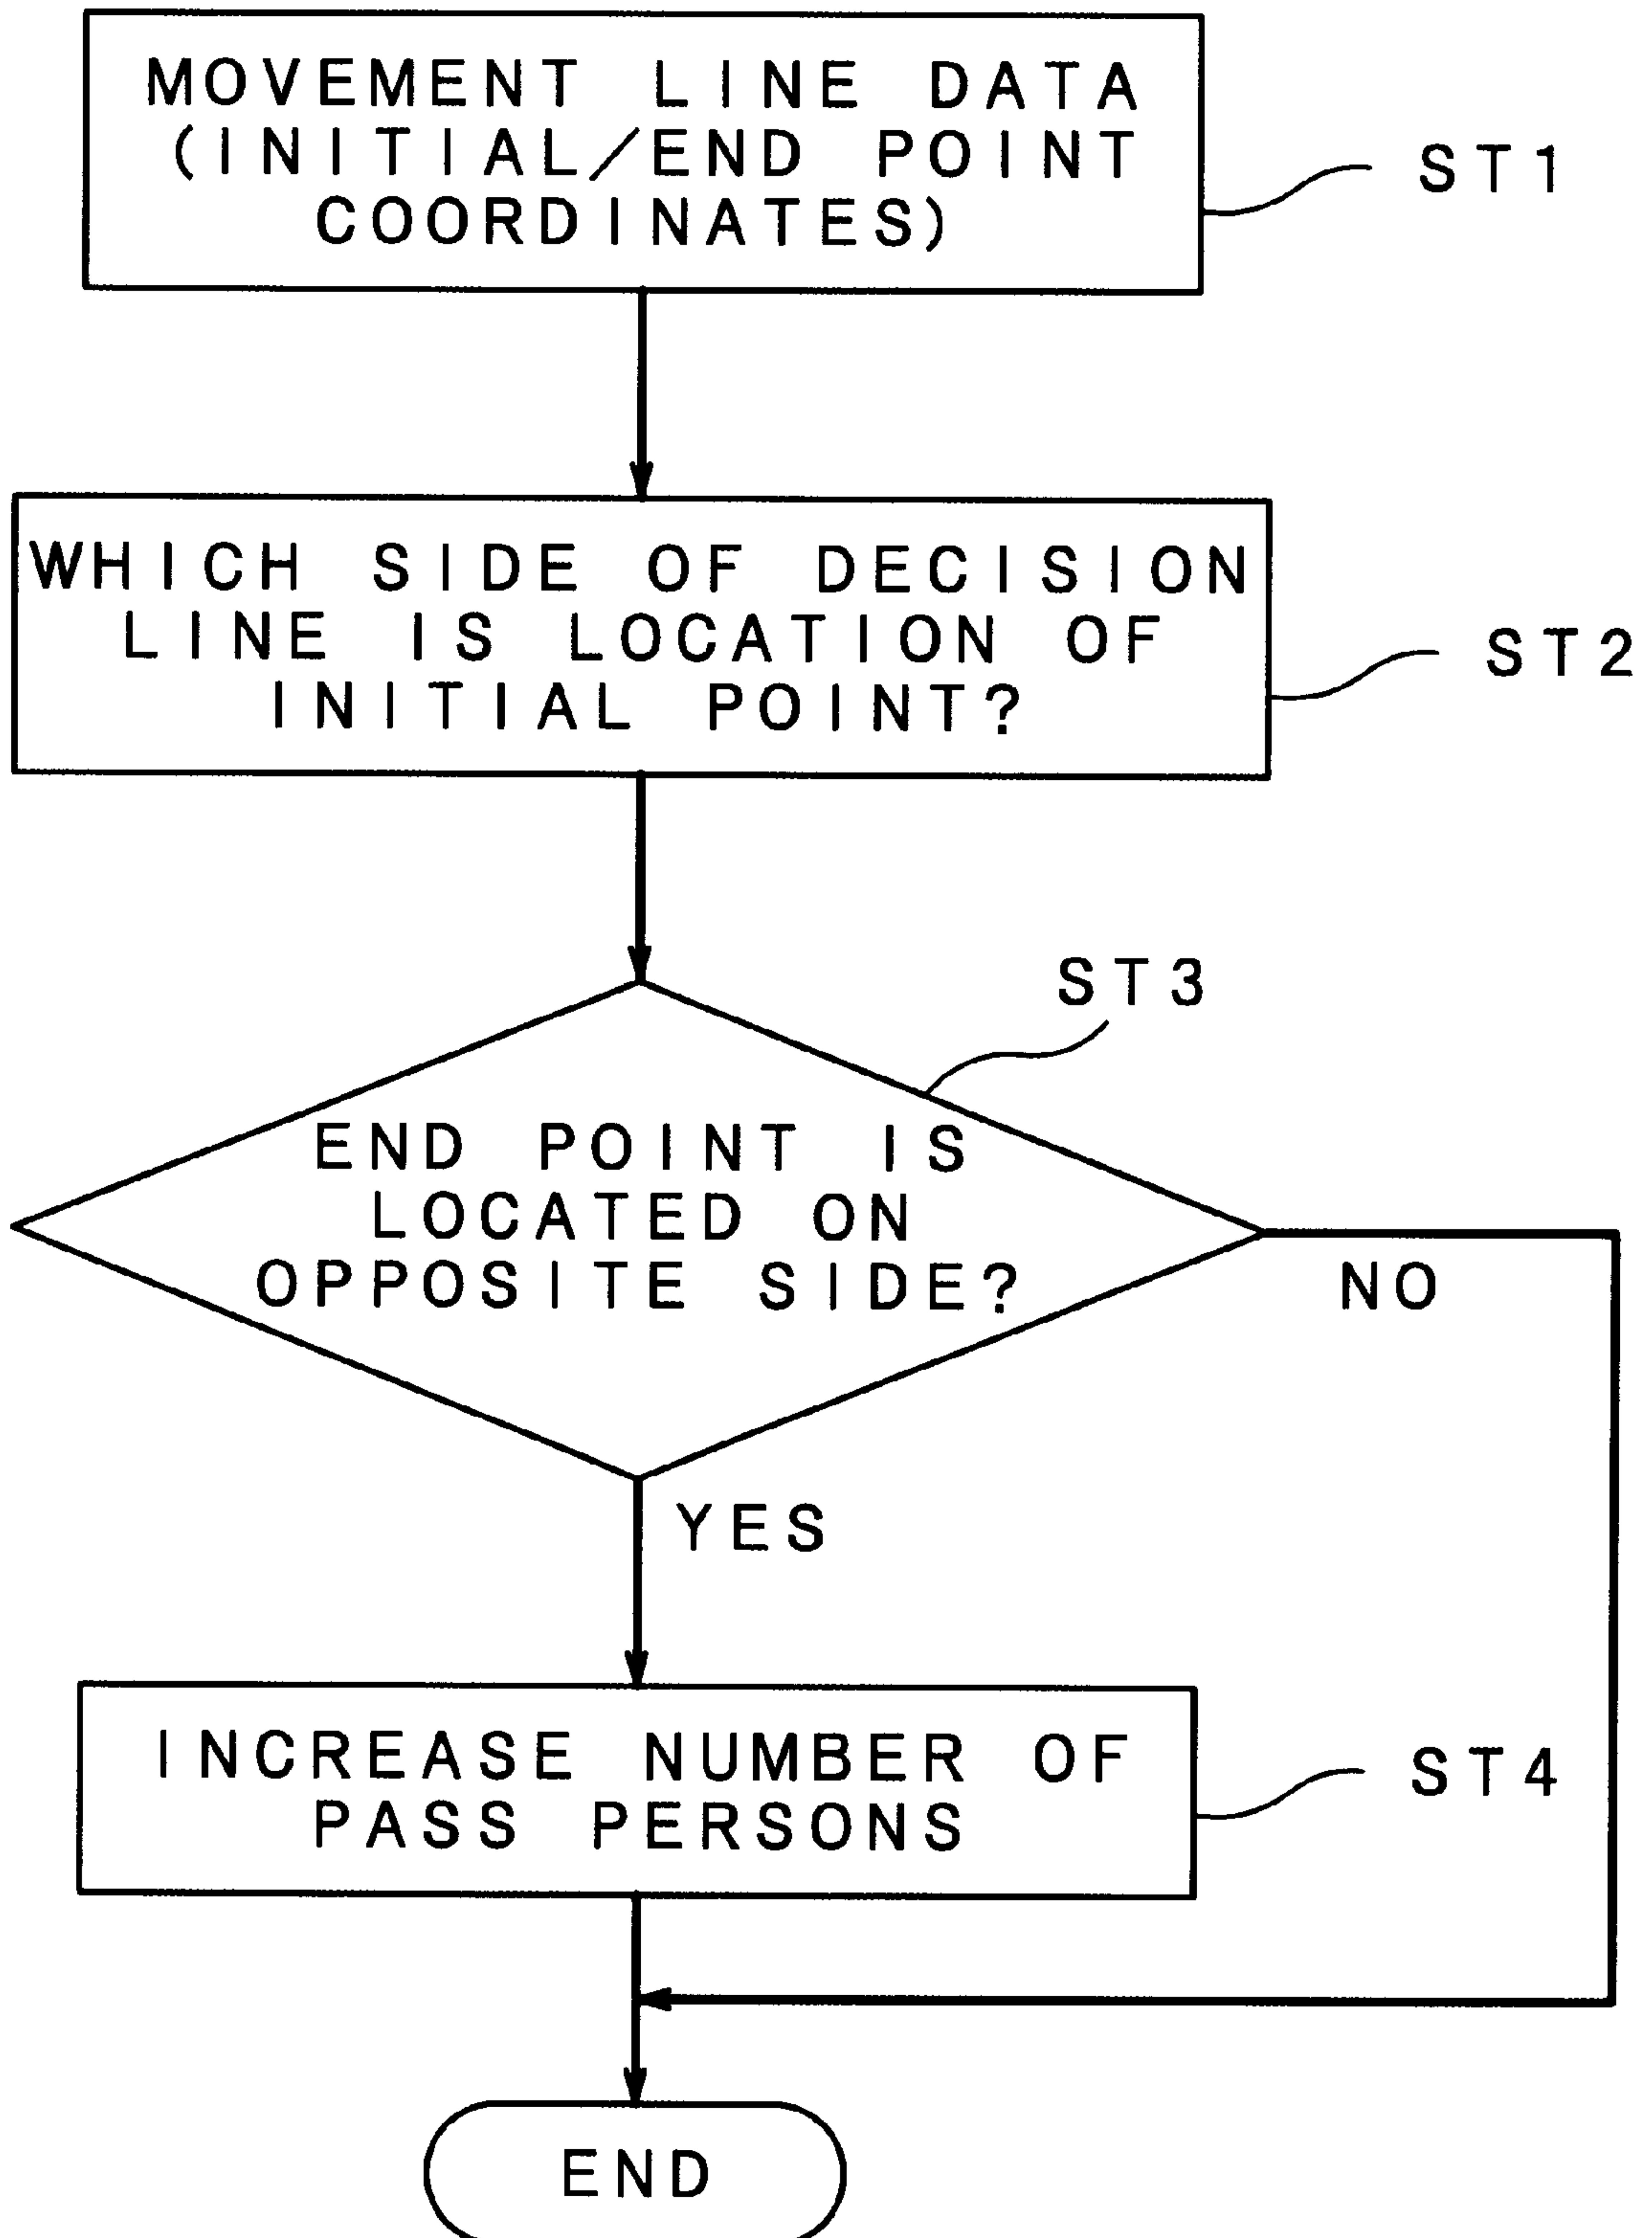 MOVEMENT LINE DATA
(INITIAL/END POINT
COORDINATES)
ST1
WHICH SIDE OF DECISION
LINE IS LOCATION OF
INITIAL POINT?
ST2
ST3
END POINT IS
LOCATED ON
OPPOSITE SIDE?
NO
YES
INCREASE NUMBER OF
PASS PERSONS
ST4
END